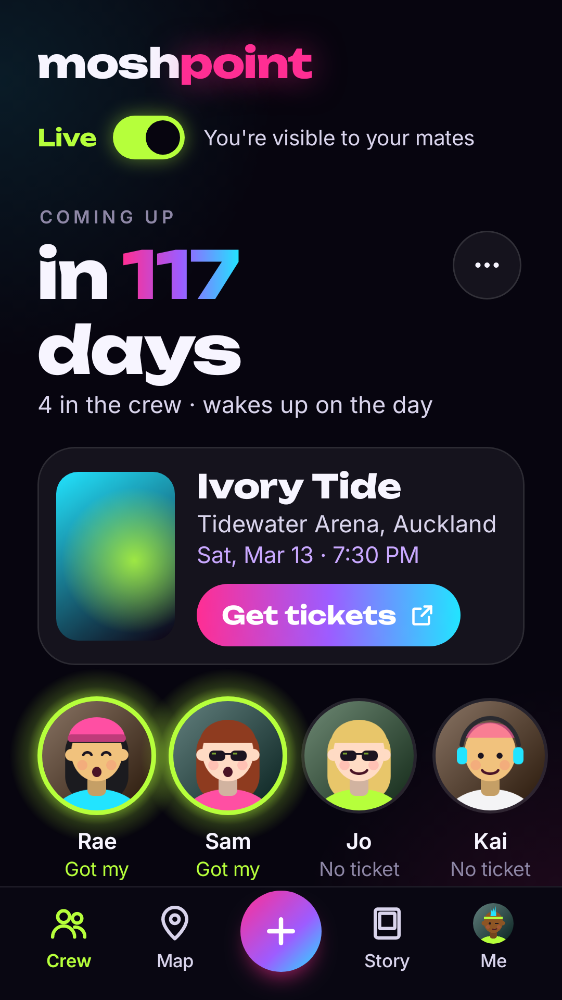 moshpoint
Live
You're visible to your mates
COMING UP
in 117
days
4 in the crew · wakes up on the day
Ivory Tide
Tidewater Arena, Auckland
Sat, Mar 13 · 7:30 PM
Get tickets
Rae
Sam
Jo
Kai
Got my
Got my
No ticket
No ticket
Crew
Map
Story
Me